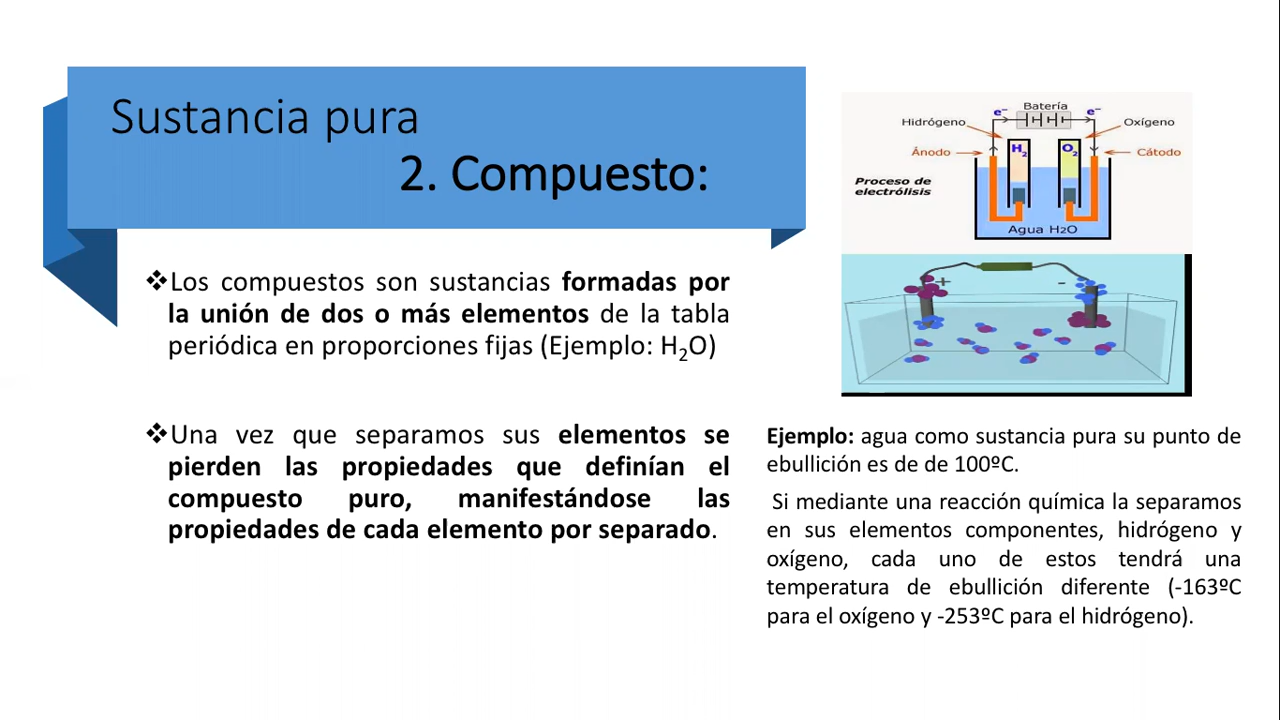 Sustancia pura
2. Compuesto:
❖Los compuestos son sustancias formadas por
la unión de dos o más elementos de la tabla
periódica en proporciones fijas (Ejemplo: H₂O)
❖Una vez que separamos sus elementos se
pierden las propiedades que definían el
compuesto puro, manifestándose las
propiedades de cada elemento por separado.
Batería
e⁻ e⁻
Hidrógeno Oxígeno
H₂ O₂
Ánodo Cátodo
Proceso de
electrólisis
Agua H2O
+ -
Ejemplo: agua como sustancia pura su punto de
ebullición es de de 100ºC.
Si mediante una reacción química la separamos
en sus elementos componentes, hidrógeno y
oxígeno, cada uno de estos tendrá una
temperatura de ebullición diferente (-163ºC
para el oxígeno y -253ºC para el hidrógeno).